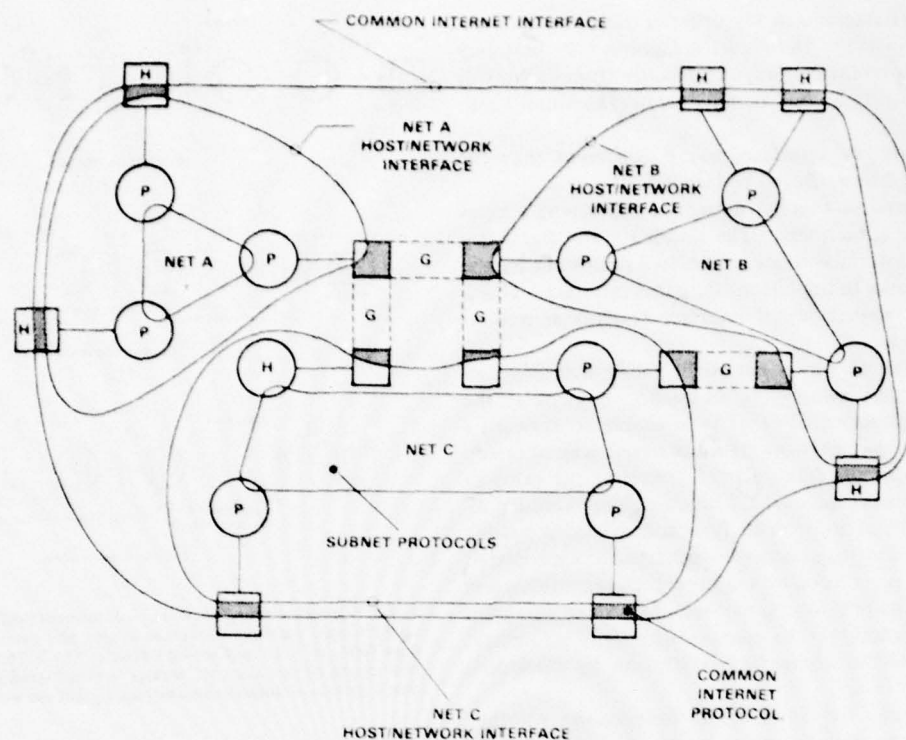 COMMON INTERNET INTERFACE
H
H
H
NET A
HOST/NETWORK
INTERFACE
NET B
HOST/NETWORK
INTERFACE
P
P
NET A
P
G
P
NET B
H
P
G
G
H
P
G
P
NET C
H
P
P
SUBNET PROTOCOLS
COMMON
INTERNET
PROTOCOL
NET C
HOST/NETWORK INTERFACE